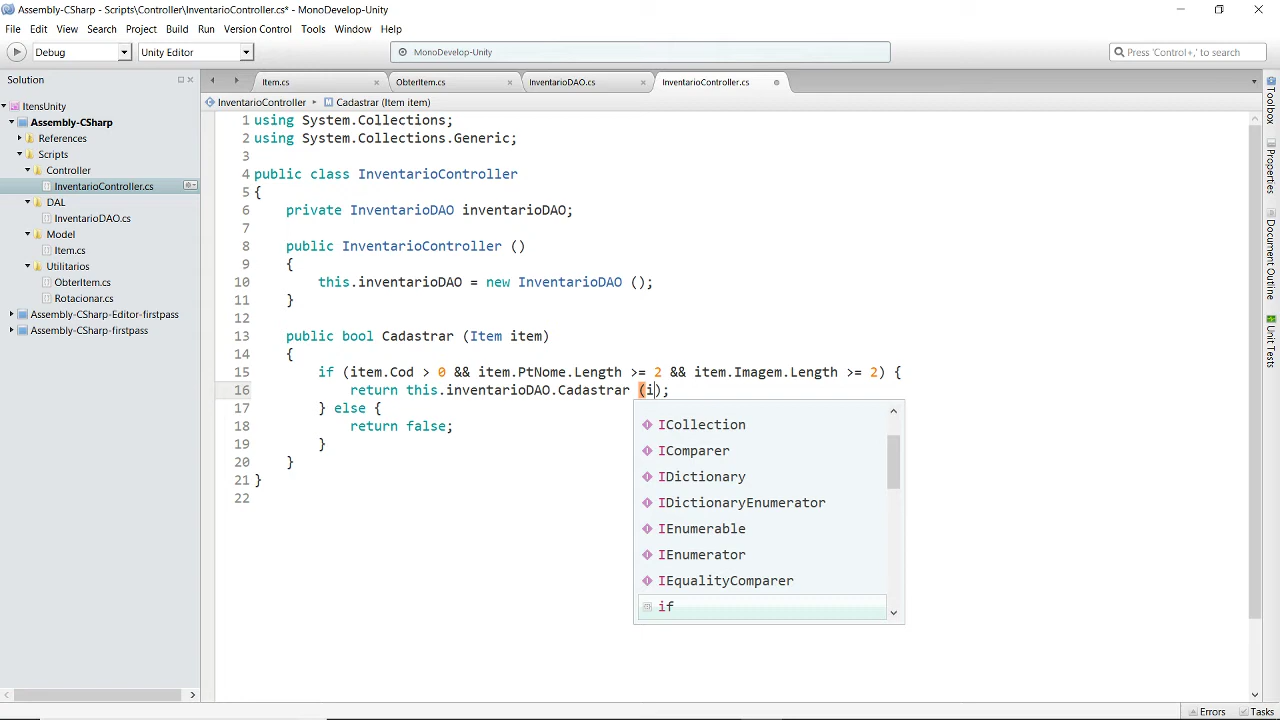 Assembly-CSharp - Scripts\Controller\InventarioController.cs* - MonoDevelop-Unity
File Edit View Search Project Build Run Version Control Tools Window Help
Debug Unity Editor MonoDevelop-Unity Press 'Control+,' to search
Solution
Item.cs ObterItem.cs InventarioDAO.cs InventarioController.cs
InventarioController Cadastrar (Item item)
ItensUnity
Assembly-CSharp
References
Scripts
Controller
InventarioController.cs
DAL
InventarioDAO.cs
Model
Item.cs
Utilitarios
ObterItem.cs
Rotacionar.cs
Assembly-CSharp-Editor-firstpass
Assembly-CSharp-firstpass
1 using System.Collections;
2 using System.Collections.Generic;
3
4 public class InventarioController
5 {
6 private InventarioDAO inventarioDAO;
7
8 public InventarioController ()
9 {
10 this.inventarioDAO = new InventarioDAO ();
11 }
12
13 public bool Cadastrar (Item item)
14 {
15 if (item.Cod > 0 && item.PtNome.Length >= 2 && item.Imagem.Length >= 2) {
16 return this.inventarioDAO.Cadastrar (i);
17 } else {
18 return false;
19 }
20 }
21 }
22
ICollection
IComparer
IDictionary
IDictionaryEnumerator
IEnumerable
IEnumerator
IEqualityComparer
if
Toolbox
Properties
Document Outline
Unit Tests
Errors Tasks